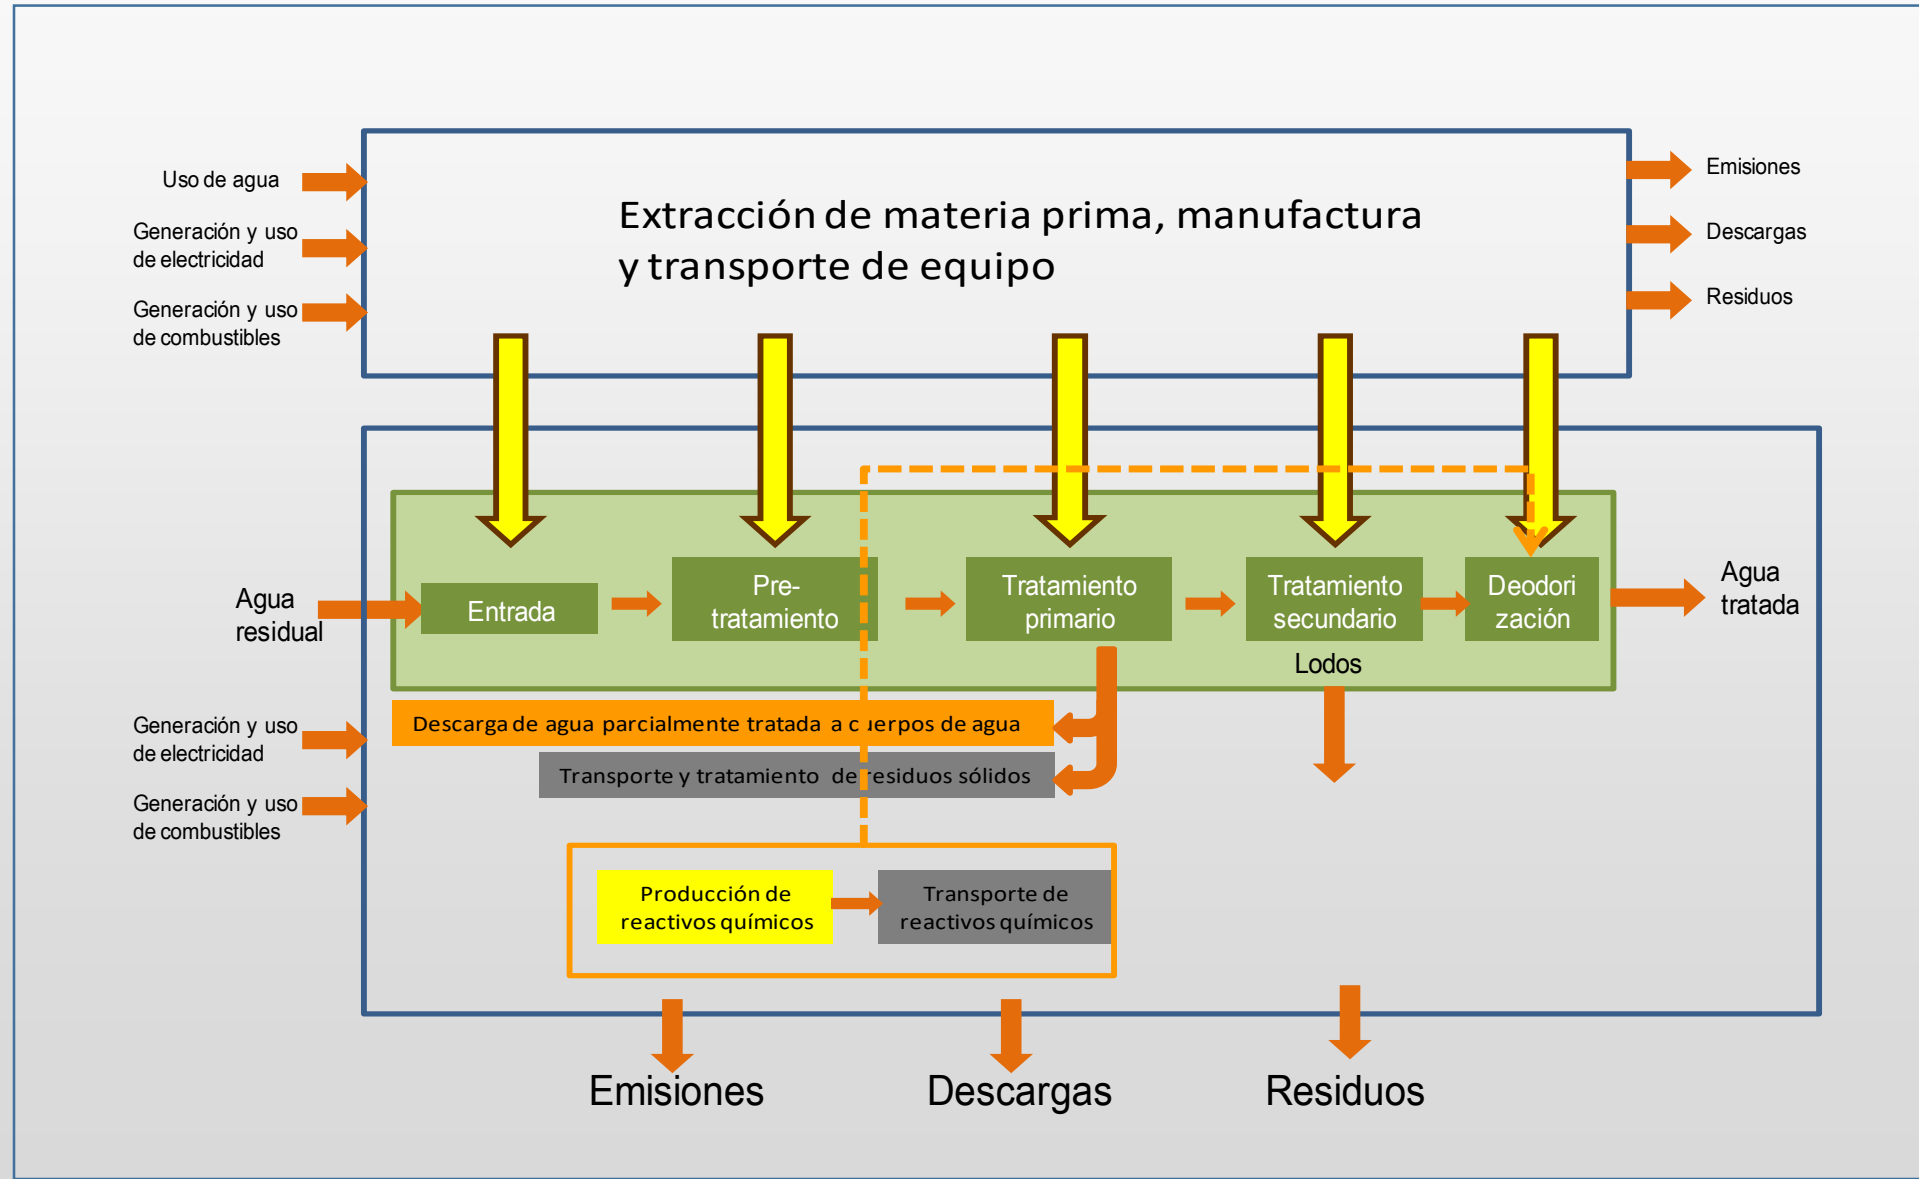 Uso de agua
Generación y uso
de electricidad
Generación y uso
de combustibles
Extracción de materia prima, manufactura
y transporte de equipo
Emisiones
Descargas
Residuos
Agua
residual
Entrada
Pre-
tratamiento
Tratamiento
primario
Tratamiento
secundario
Deodori
zación
Agua
tratada
Lodos
Descarga de agua parcialmente tratada a cuerpos de agua
Transporte y tratamiento de residuos sólidos
Generación y uso
de electricidad
Generación y uso
de combustibles
Producción de
reactivos químicos
Transporte de
reactivos químicos
Emisiones
Descargas
Residuos